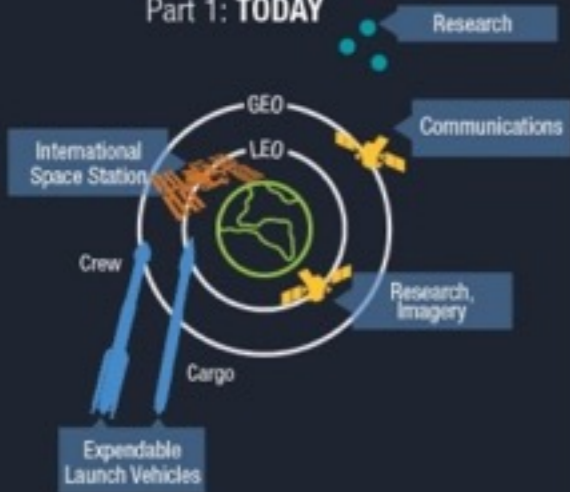 Part 1: TODAY
Research
GEO
Communications
LEO
International
Space Station
Crew
Research,
Imagery
Cargo
Expendable
Launch Vehicles